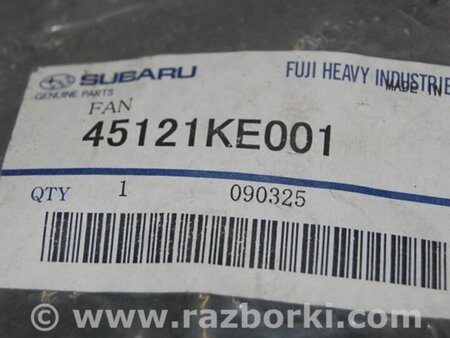 SUBARU FUJI HEAVY INDUSTRIE
GENUINE PARTS MADE IN
FAN
45121KE001
QTY 1 090325
www.razborki.com